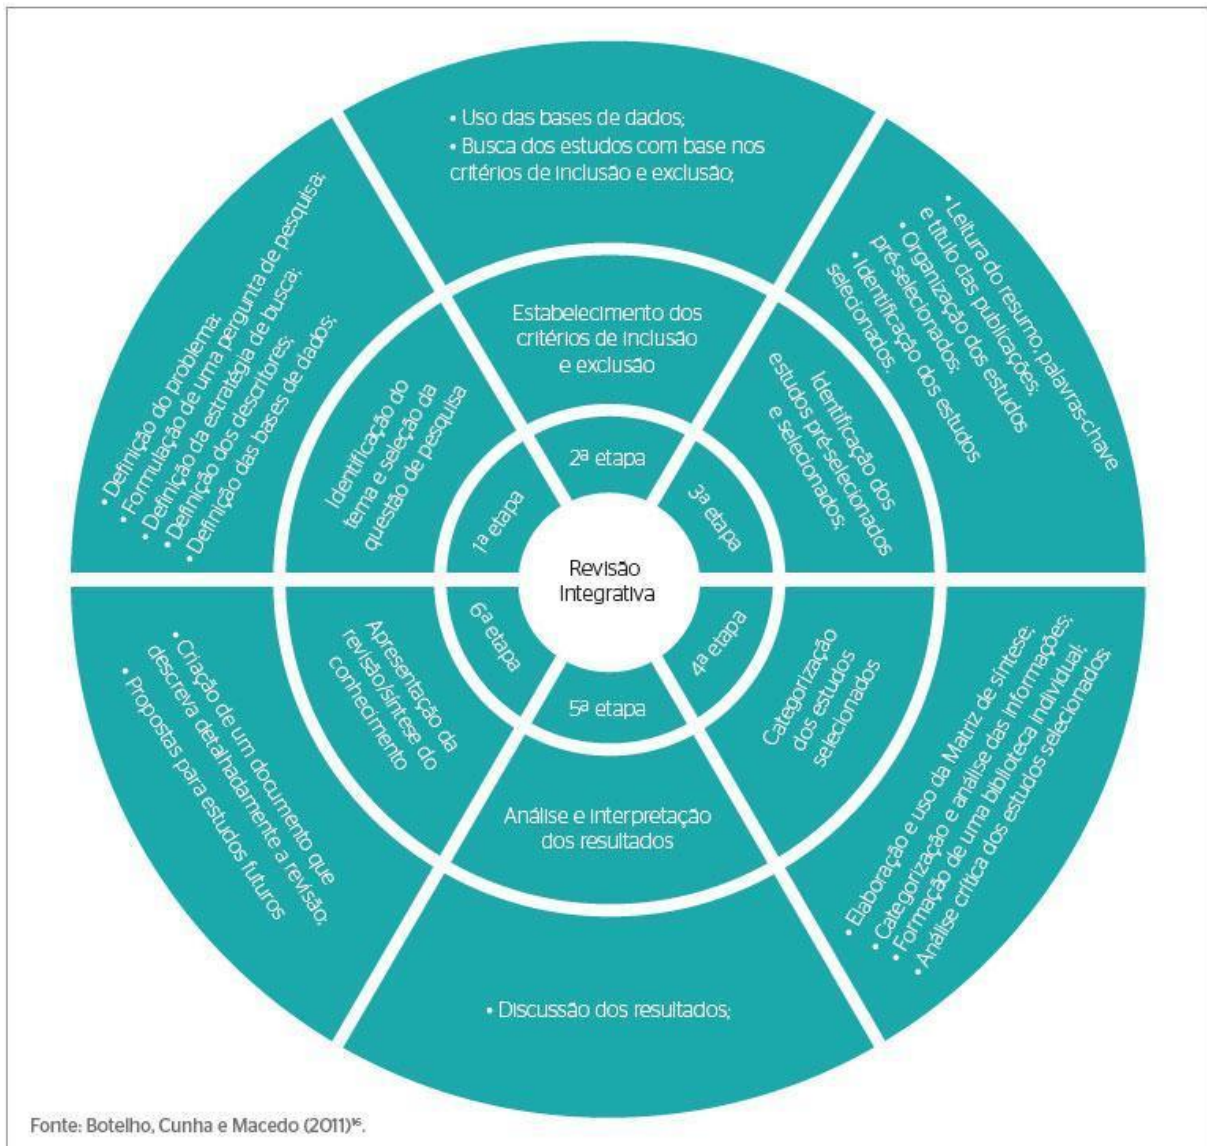 • Definição do problema;
• Formulação de uma pergunta de pesquisa;
• Definição da estratégia de busca;
• Definição dos descritores;
• Definição das bases de dados;
Identificação do
tema e seleção da
questão de pesquisa
1ª etapa
• Uso das bases de dados;
• Busca dos estudos com base nos
critérios de inclusão e exclusão;
Estabelecimento dos
critérios de inclusão
e exclusão
2ª etapa
• Leitura do resumo, palavras-chave
e título das publicações;
• Organização dos estudos
pré-selecionados;
• Identificação dos estudos
selecionados.
Identificação dos
estudos pré-selecionados
e selecionados;
3ª etapa
Revisão
Integrativa
4ª etapa
Categorização
dos estudos
selecionados
• Elaboração e uso da Matriz de síntese;
• Categorização e análise das informações;
• Formação de uma biblioteca individual;
• Análise crítica dos estudos selecionados;
5ª etapa
Análise e interpretação
dos resultados
• Discussão dos resultados;
6ª etapa
Apresentação da
revisão/síntese do
conhecimento
• Criação de um documento que
descreva detalhadamente a revisão;
• Propostas para estudos futuros
Fonte: Botelho, Cunha e Macedo (2011)¹⁶.